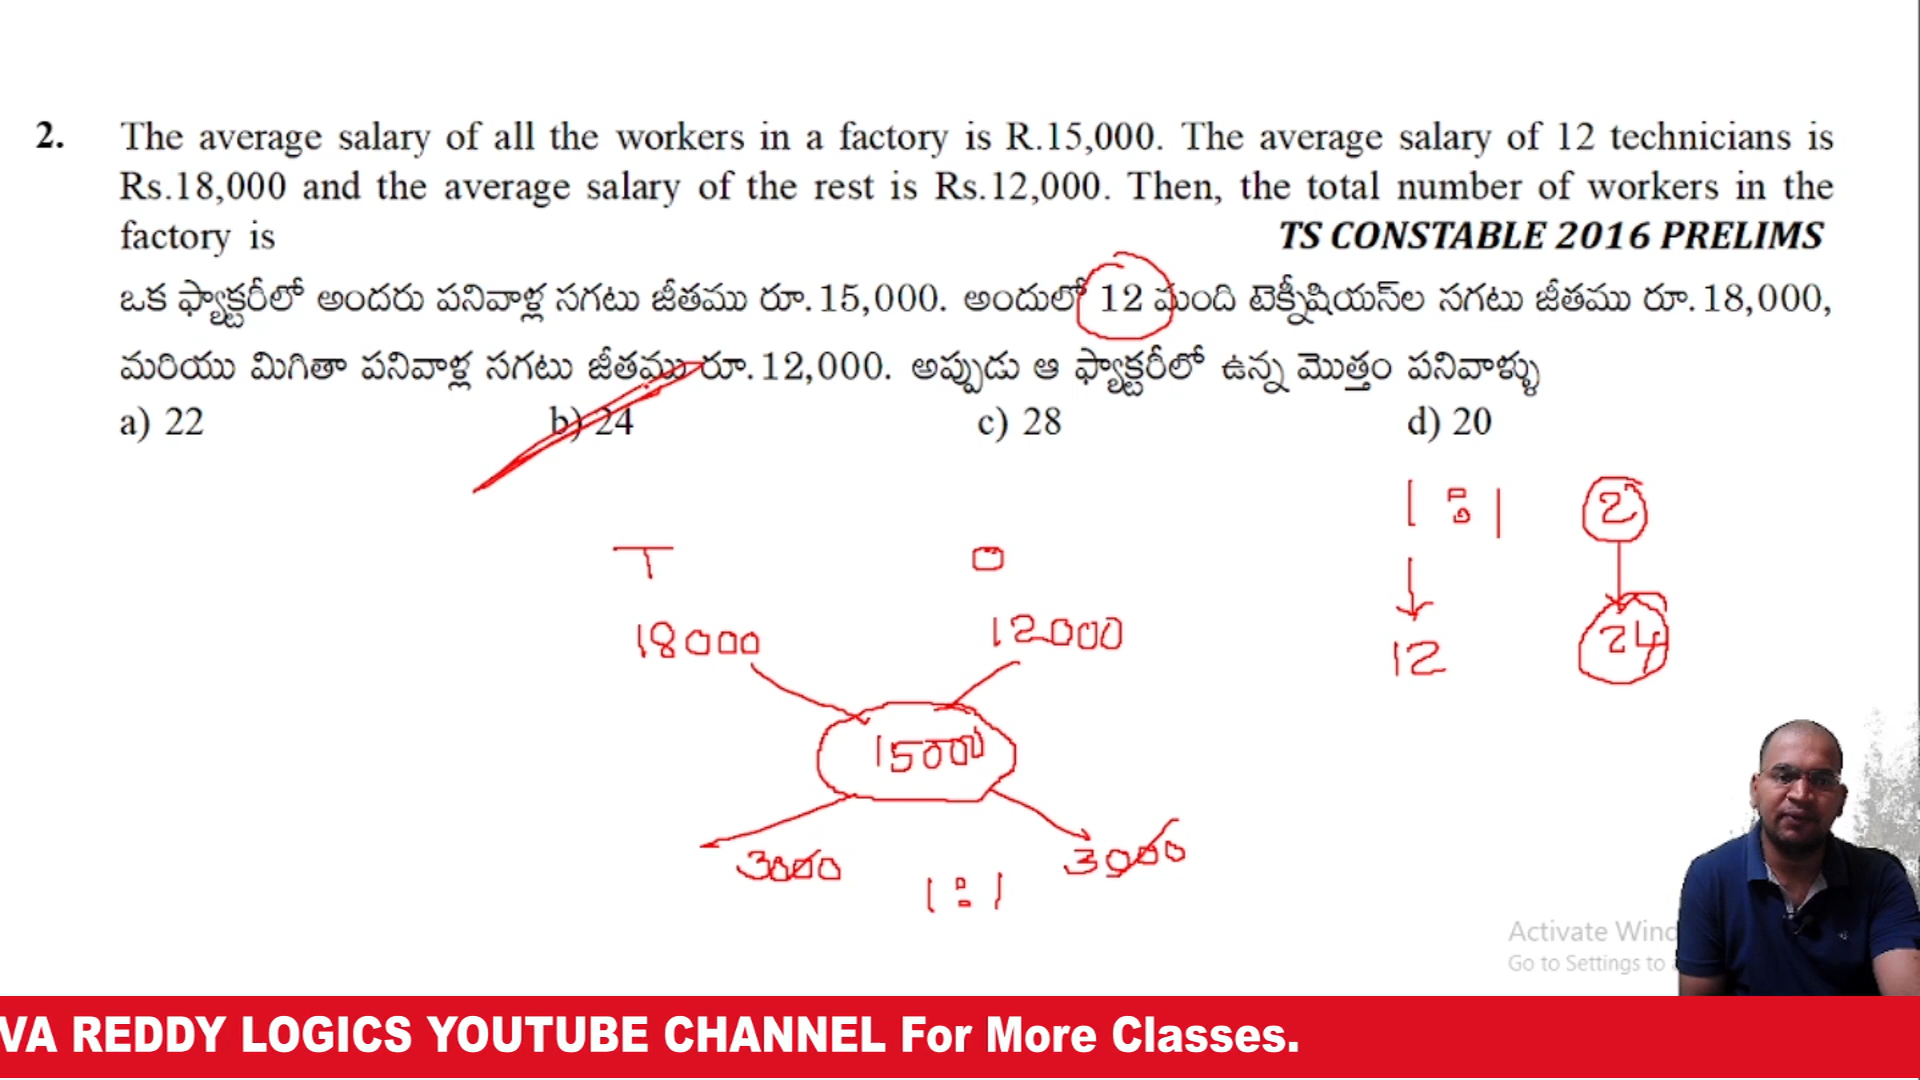 2. The average salary of all the workers in a factory is R.15,000. The average salary of 12 technicians is
Rs.18,000 and the average salary of the rest is Rs.12,000. Then, the total number of workers in the
factory is TS CONSTABLE 2016 PRELIMS
ఒక ఫ్యాక్టరీలో అందరు పనివాళ్ల సగటు జీతము రూ.15,000. అందులో 12 మంది టెక్నీషియన్‌ల సగటు జీతము రూ.18,000,
మరియు మిగితా పనివాళ్ల సగటు జీతము రూ.12,000. అప్పుడు ఆ ఫ్యాక్టరీలో ఉన్న మొత్తం పనివాళ్ళు
a) 22 b) 24 c) 28 d) 20
1 : 1 2
T O
18000 12000
12 24
15000
3000 3000
1 : 1
Activate Wind
Go to Settings to
VA REDDY LOGICS YOUTUBE CHANNEL For More Classes.